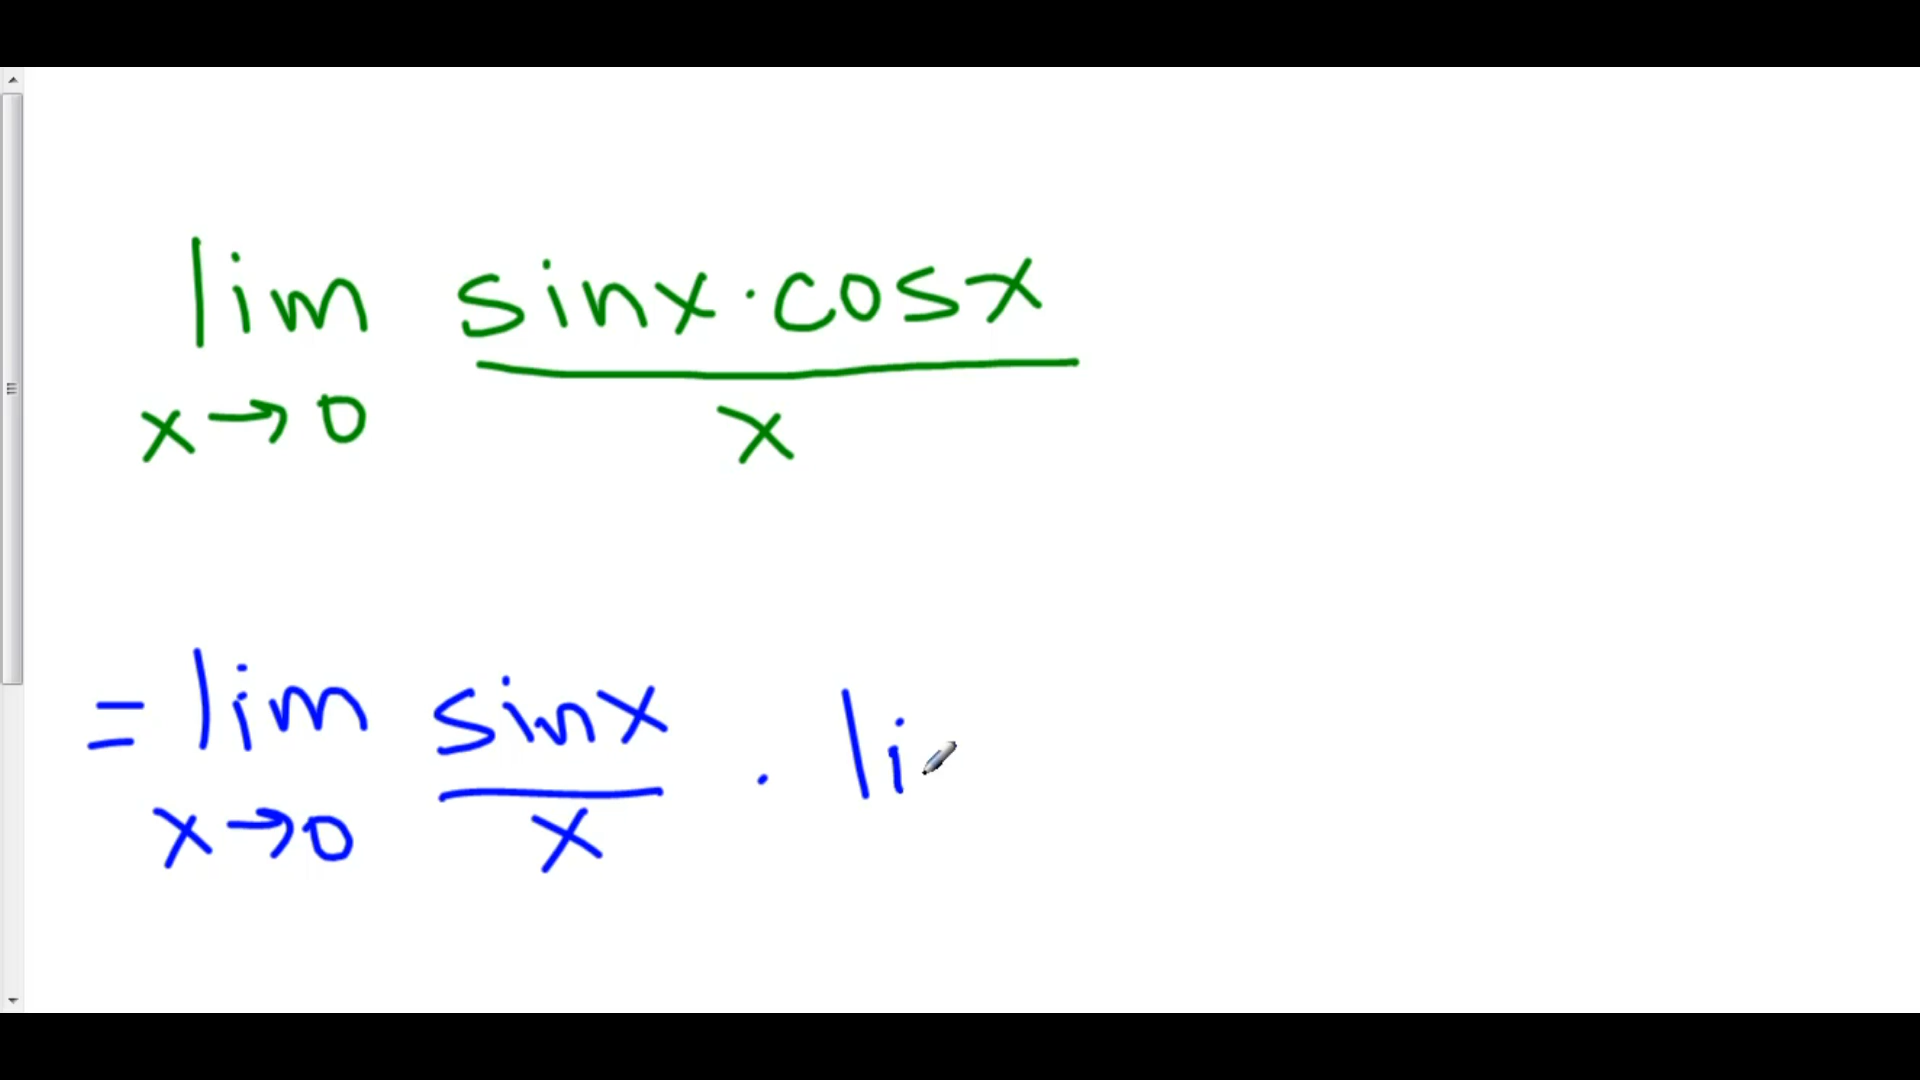 lim sinx·cosx
x→0 x
= lim sinx · li
x→0 x